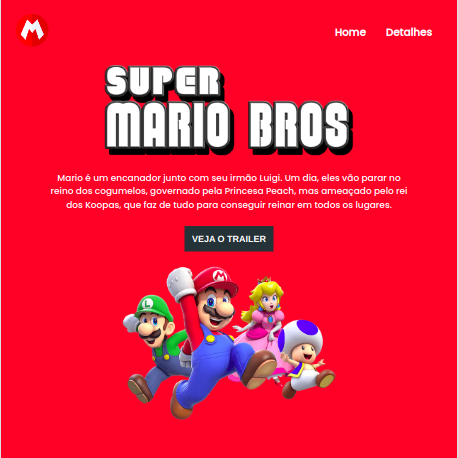 M
Home Detalhes
SUPER
MARIO BROS
Mario é um encanador junto com seu irmão Luigi. Um dia, eles vão parar no
reino dos cogumelos, governado pela Princesa Peach, mas ameaçado pelo rei
dos Koopas, que faz de tudo para conseguir reinar em todos os lugares.
VEJA O TRAILER
L
M